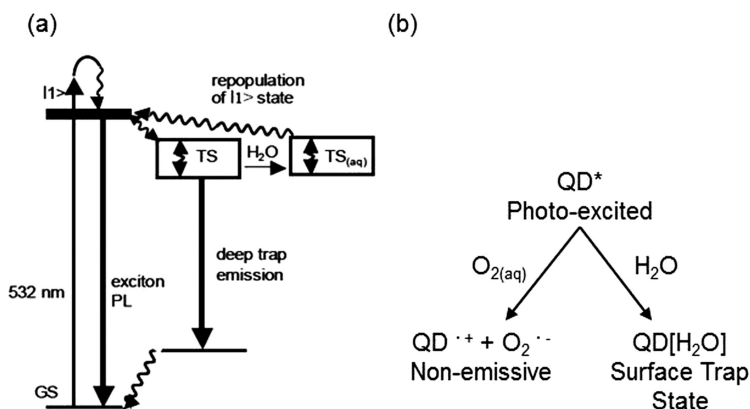 (a)
|1>
repopulation
of |1> state
TS
H₂O
TS(aq)
deep trap
emission
532 nm
exciton
PL
GS
(b)
QD*
Photo-excited
O₂(aq)
H₂O
QD ·⁺ + O₂ ·⁻
Non-emissive
QD[H₂O]
Surface Trap
State